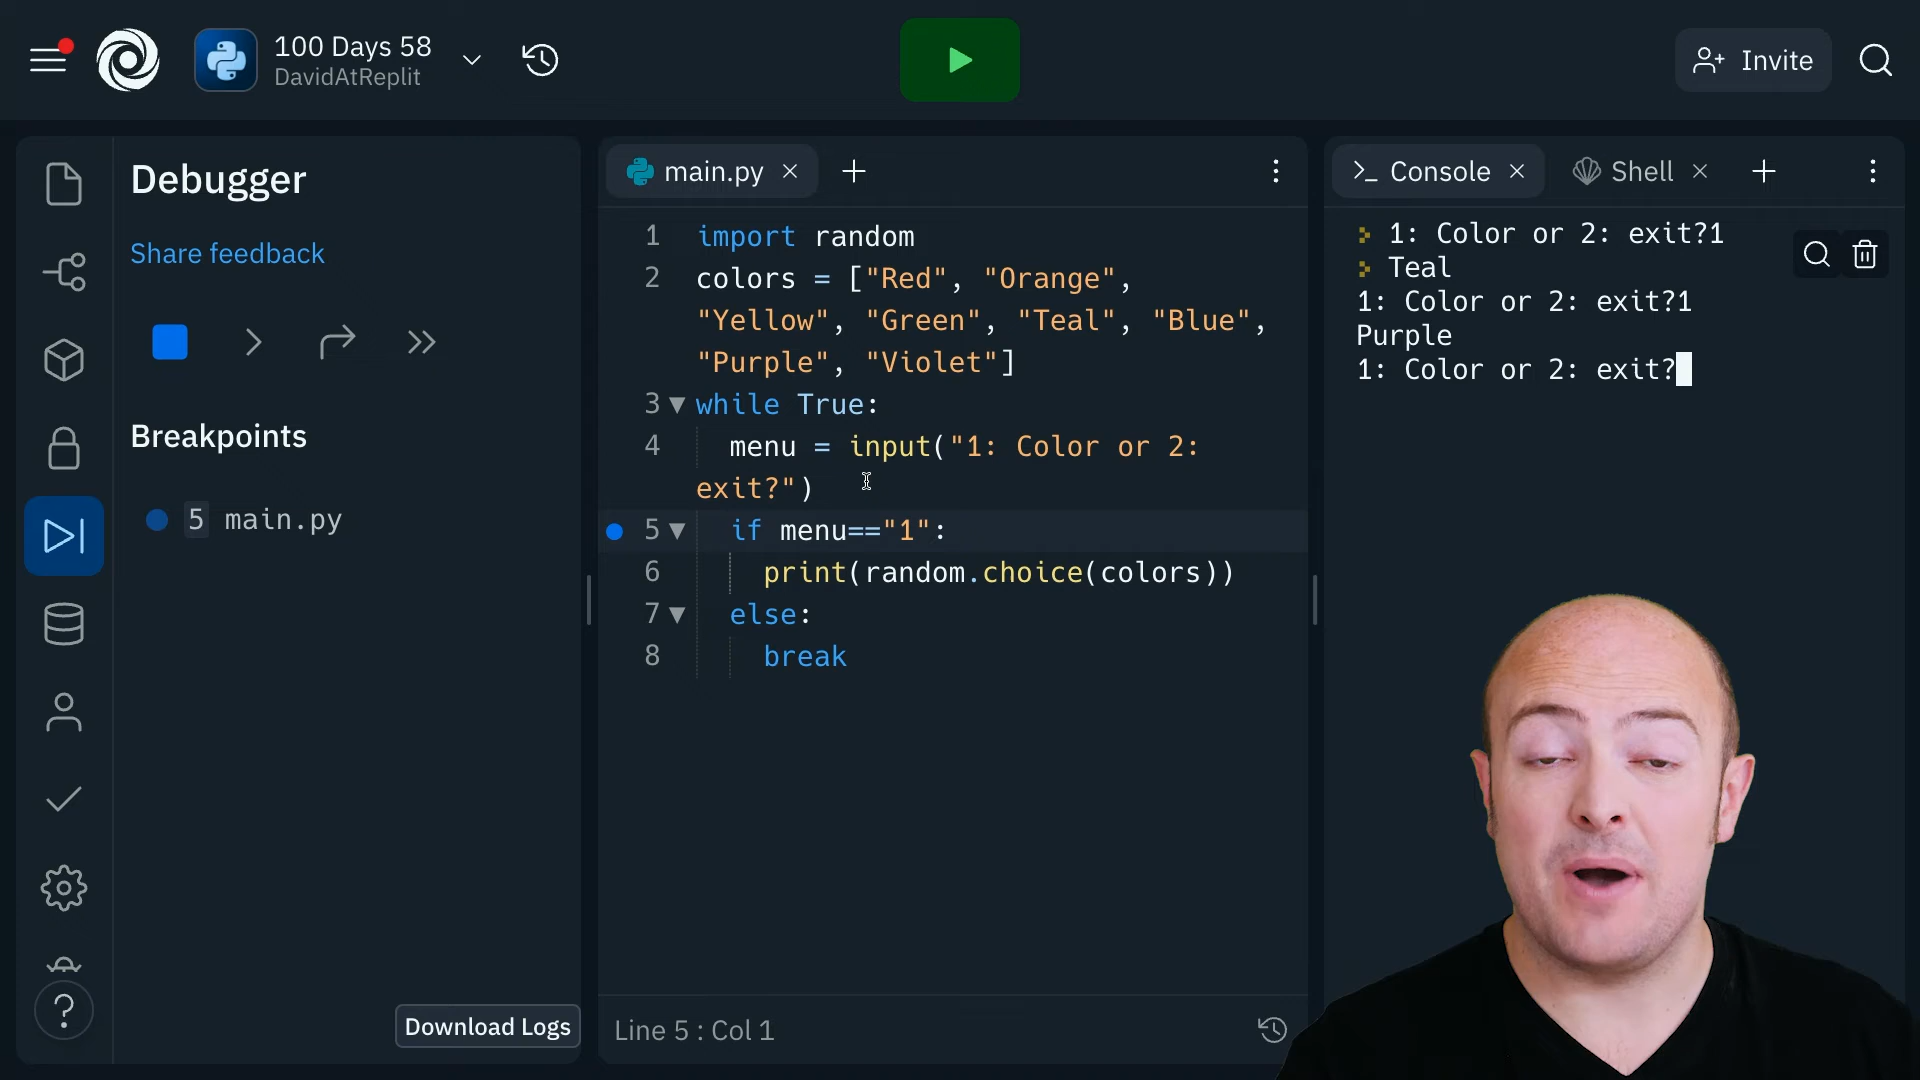 100 Days 58
DavidAtReplit
Invite
Debugger
Share feedback
Breakpoints
5 main.py
Download Logs
main.py
1 import random
2 colors = ["Red", "Orange",
"Yellow", "Green", "Teal", "Blue",
"Purple", "Violet"]
3 while True:
4 menu = input("1: Color or 2:
exit?")
5 if menu=="1":
6 print(random.choice(colors))
7 else:
8 break
Line 5 : Col 1
Console
Shell
1: Color or 2: exit?1
Teal
1: Color or 2: exit?1
Purple
1: Color or 2: exit?